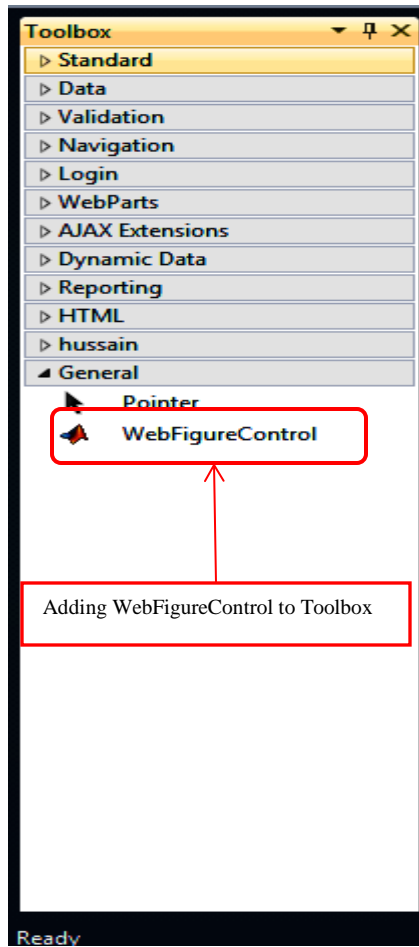 Toolbox
Standard
Data
Validation
Navigation
Login
WebParts
AJAX Extensions
Dynamic Data
Reporting
HTML
hussain
General
Pointer
WebFigureControl
Adding WebFigureControl to Toolbox
Ready